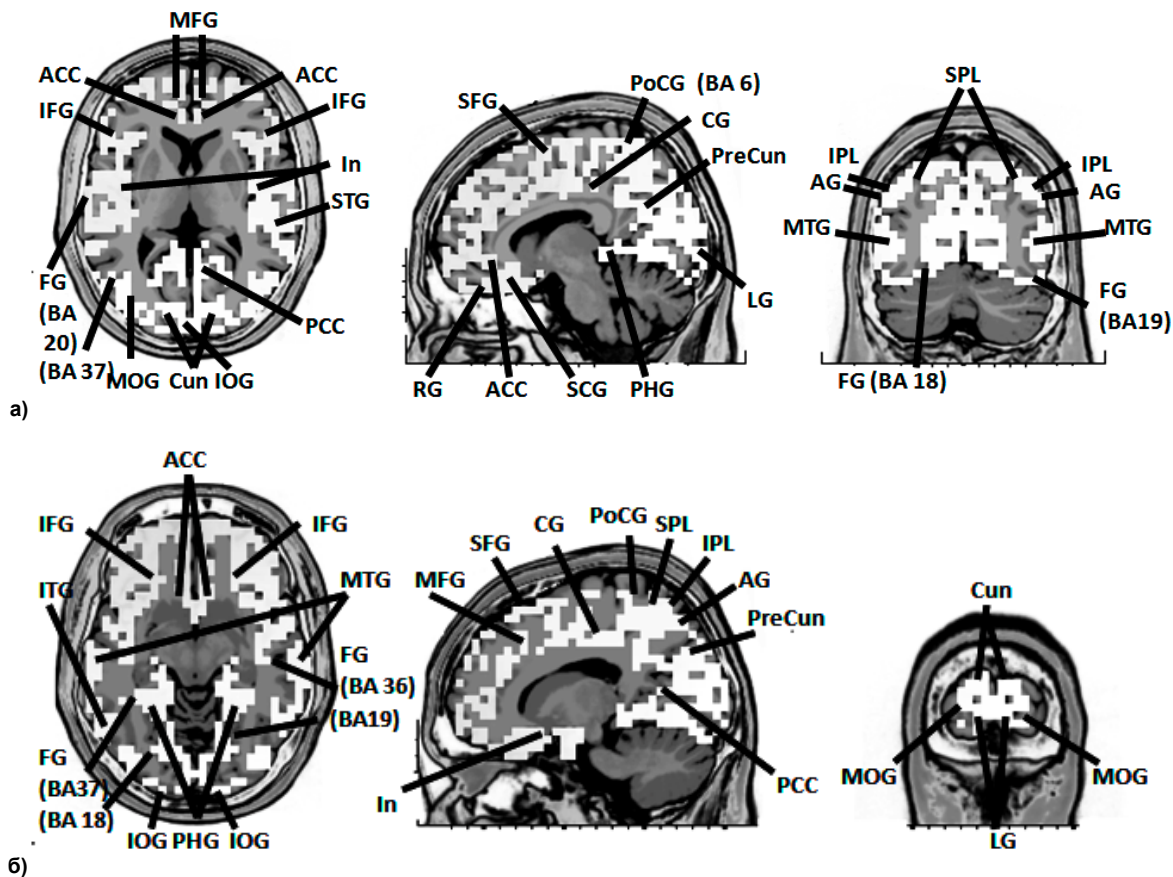 MFG
ACC
ACC
IFG
IFG
In
STG
FG
(BA
20)
(BA 37)
MOG
Cun
IOG
PCC
SFG
PoCG (BA 6)
CG
PreCun
LG
RG
ACC
SCG
PHG
SPL
IPL
IPL
AG
AG
MTG
MTG
FG
(BA19)
FG (BA 18)
а)
ACC
IFG
IFG
ITG
MTG
FG
(BA 36)
(BA19)
FG
(BA37)
(BA 18)
IOG
PHG
IOG
CG
PoCG
SPL
SFG
IPL
MFG
AG
PreCun
In
PCC
Cun
MOG
MOG
LG
б)